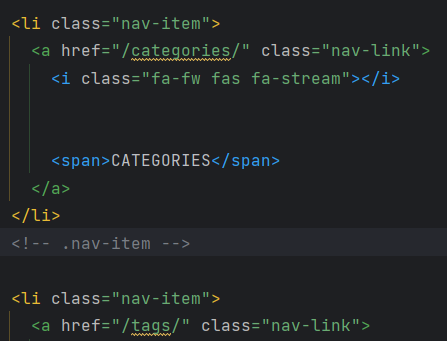 <li class="nav-item">
<a href="/categories/" class="nav-link">
<i class="fa-fw fas fa-stream"></i>
<span>CATEGORIES</span>
</a>
</li>
<!-- .nav-item -->
<li class="nav-item">
<a href="/tags/" class="nav-link">